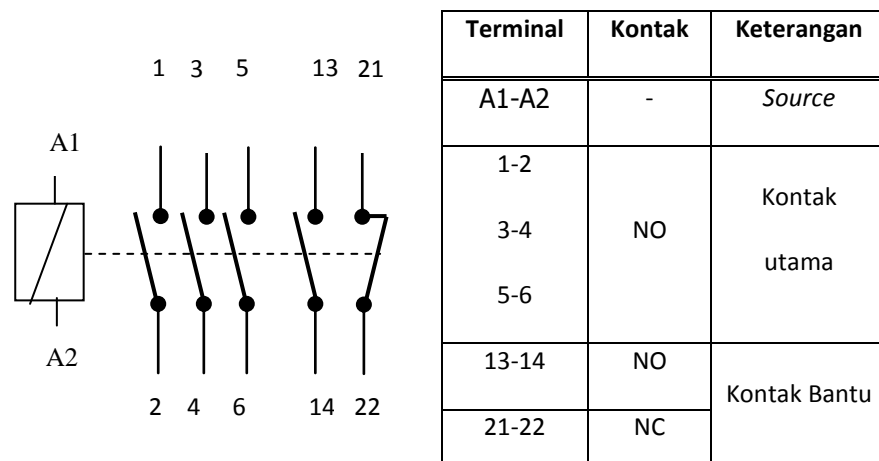 1 3 5 13 21
A1
A2
2 4 6 14 22
Terminal Kontak Keterangan
A1-A2 - Source
1-2
3-4 NO Kontak utama
5-6
13-14 NO Kontak Bantu
21-22 NC